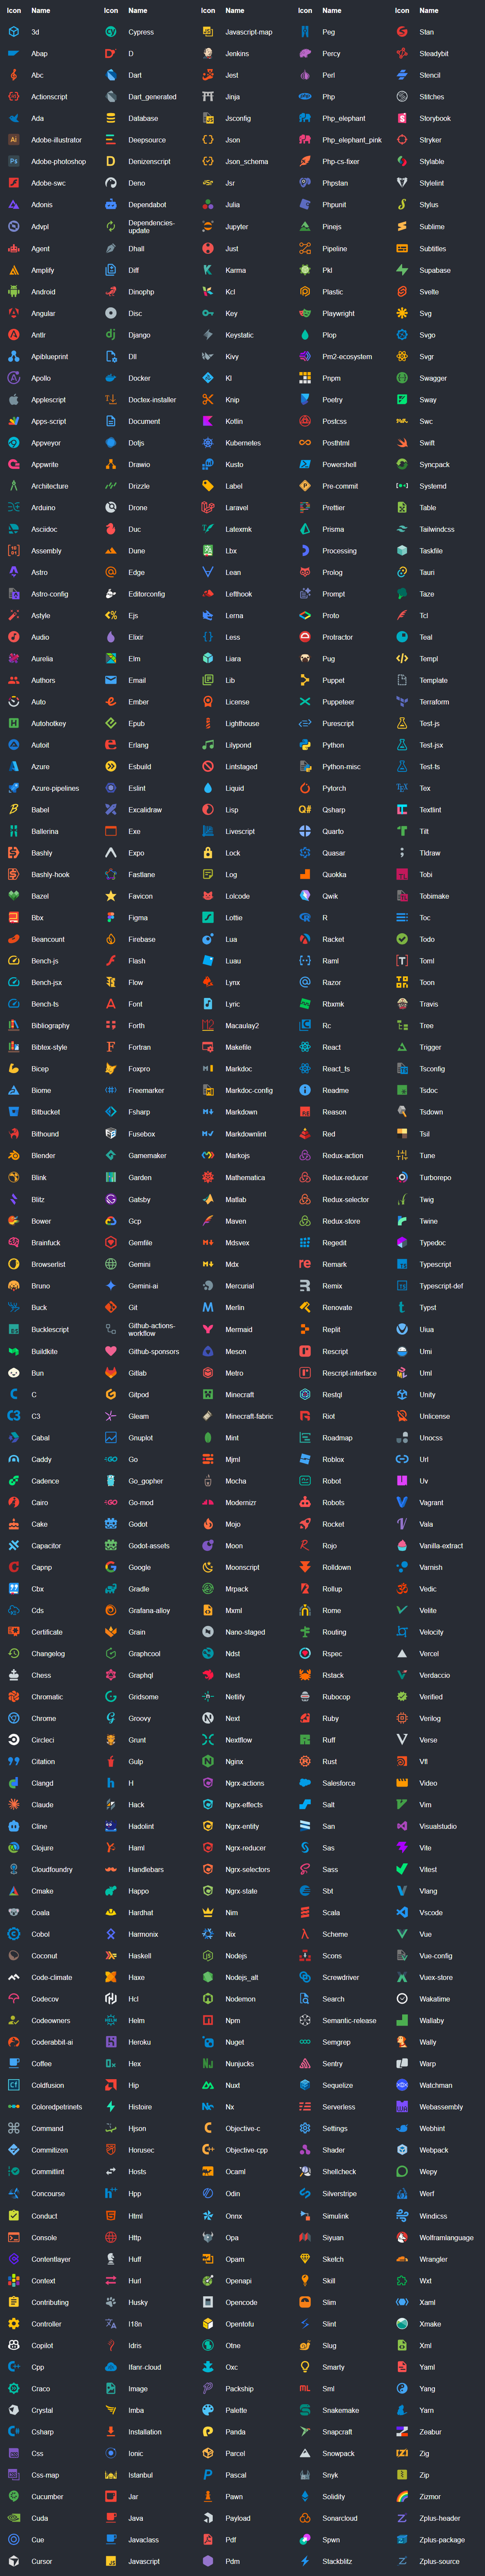 Icon Name Icon Name Icon Name Icon Name Icon Name
3d Cypress Javascript-map Peg Stan
Abap D Jenkins Percy Steadybit
Abc Dart Jest Perl Stencil
Actionscript Dart_generated Jinja Php Stitches
Ada Database Jsconfig Php_elephant Storybook
Adobe-illustrator Deepsource Json Php_elephant_pink Stryker
Adobe-photoshop Denizenscript Json_schema Php-cs-fixer Stylable
Adobe-swc Deno Jsr Phpstan Stylelint
Adonis Dependabot Julia Phpunit Stylus
Advpl Dependencies-update Jupyter Pinejs Sublime
Agent Dhall Just Pipeline Subtitles
Amplify Diff Karma Pkl Supabase
Android Dinophp Kcl Plastic Svelte
Angular Disc Key Playwright Svg
Antlr Django Keystatic Plop Svgo
Apiblueprint Dll Kivy Pm2-ecosystem Svgr
Apollo Docker Kl Pnpm Swagger
Applescript Doctex-installer Knip Poetry Sway
Apps-script Document Kotlin Postcss Swc
Appveyor Dotjs Kubernetes Posthtml Swift
Appwrite Drawio Kusto Powershell Syncpack
Architecture Drizzle Label Pre-commit Systemd
Arduino Drone Laravel Prettier Table
Asciidoc Duc Latexmk Prisma Tailwindcss
Assembly Dune Lbx Processing Taskfile
Astro Edge Lean Prolog Tauri
Astro-config Editorconfig Lefthook Prompt Taze
Astyle Ejs Lerna Proto Tcl
Audio Elixir Less Protractor Teal
Aurelia Elm Liara Pug Templ
Authors Email Lib Puppet Template
Auto Ember License Puppeteer Terraform
Autohotkey Epub Lighthouse Purescript Test-js
Autoit Erlang Lilypond Python Test-jsx
Azure Esbuild Lintstaged Python-misc Test-ts
Azure-pipelines Eslint Liquid Pytorch Tex
Babel Excalidraw Lisp Qsharp Textlint
Ballerina Exe Livescript Quarto Tilt
Bashly Expo Lock Quasar Tldraw
Bashly-hook Fastlane Log Quokka Tobi
Bazel Favicon Lolcode Qwik Tobimake
Bbx Figma Lottie R Toc
Beancount Firebase Lua Racket Todo
Bench-js Flash Luau Raml Toml
Bench-jsx Flow Lynx Razor Toon
Bench-ts Font Lyric Rbxmk Travis
Bibliography Forth Macaulay2 Rc Tree
Bibtex-style Fortran Makefile React Trigger
Bicep Foxpro Markdoc React_ts Tsconfig
Biome Freemarker Markdoc-config Readme Tsdoc
Bitbucket Fsharp Markdown Reason Tsdown
Bithound Fusebox Markdownlint Red Tsil
Blender Gamemaker Markojs Redux-action Tune
Blink Garden Mathematica Redux-reducer Turborepo
Blitz Gatsby Matlab Redux-selector Twig
Bower Gcp Maven Redux-store Twine
Brainfuck Gemfile Mdsvex Regedit Typedoc
Browserlist Gemini Mdx Remark Typescript
Bruno Gemini-ai Mercurial Remix Typescript-def
Buck Git Merlin Renovate Typst
Bucklescript Github-actions-workflow Mermaid Replit Uiua
Buildkite Github-sponsors Meson Rescript Umi
Bun Gitlab Metro Rescript-interface Uml
C Gitpod Minecraft Restql Unity
C3 Gleam Minecraft-fabric Riot Unlicense
Cabal Gnuplot Mint Roadmap Unocss
Caddy Go Mjml Roblox Url
Cadence Go_gopher Mocha Robot Uv
Cairo Go-mod Modernizr Robots Vagrant
Cake Godot Mojo Rocket Vala
Capacitor Godot-assets Moon Rojo Vanilla-extract
Capnp Google Moonscript Rolldown Varnish
Cbx Gradle Mrpack Rollup Vedic
Cds Grafana-alloy Mxml Rome Velite
Certificate Grain Nano-staged Routing Velocity
Changelog Graphcool Ndst Rspec Vercel
Chess Graphql Nest Rstack Verdaccio
Chromatic Gridsome Netlify Rubocop Verified
Chrome Groovy Next Ruby Verilog
Circleci Grunt Nextflow Ruff Verse
Citation Gulp Nginx Rust Vfl
Clangd H Ngrx-actions Salesforce Video
Claude Hack Ngrx-effects Salt Vim
Cline Hadolint Ngrx-entity San Visualstudio
Clojure Haml Ngrx-reducer Sas Vite
Cloudfoundry Handlebars Ngrx-selectors Sass Vitest
Cmake Happo Ngrx-state Sbt Vlang
Coala Hardhat Nim Scala Vscode
Cobol Harmonix Nix Scheme Vue
Coconut Haskell Nodejs Scons Vue-config
Code-climate Haxe Nodejs_alt Screwdriver Vuex-store
Codecov Hcl Nodemon Search Wakatime
Codeowners Helm Npm Semantic-release Wallaby
Coderabbit-ai Heroku Nuget Semgrep Wally
Coffee Hex Nunjucks Sentry Warp
Coldfusion Hip Nuxt Sequelize Watchman
Coloredpetrinets Histoire Nx Serverless Webassembly
Command Hjson Objective-c Settings Webhint
Commitizen Horusec Objective-cpp Shader Webpack
Commitlint Hosts Ocaml Shellcheck Wepy
Concourse Hpp Odin Silverstripe Werf
Conduct Html Onnx Simulink Windicss
Console Http Opa Siyuan Wolframlanguage
Contentlayer Huff Opam Sketch Wrangler
Context Hurl Openapi Skill Wxt
Contributing Husky Opencode Slim Xaml
Controller I18n Opentofu Slint Xmake
Copilot Idris Otne Slug Xml
Cpp Ifanr-cloud Oxc Smarty Yaml
Craco Image Packship Sml Yang
Crystal Imba Palette Snakemake Yarn
Csharp Installation Panda Snapcraft Zeabur
Css Ionic Parcel Snowpack Zig
Css-map Istanbul Pascal Snyk Zip
Cucumber Jar Pawn Solidity Zizmor
Cuda Java Payload Sonarcloud Zplus-header
Cue Javaclass Pdf Spwn Zplus-package
Cursor Javascript Pdm Stackblitz Zplus-source